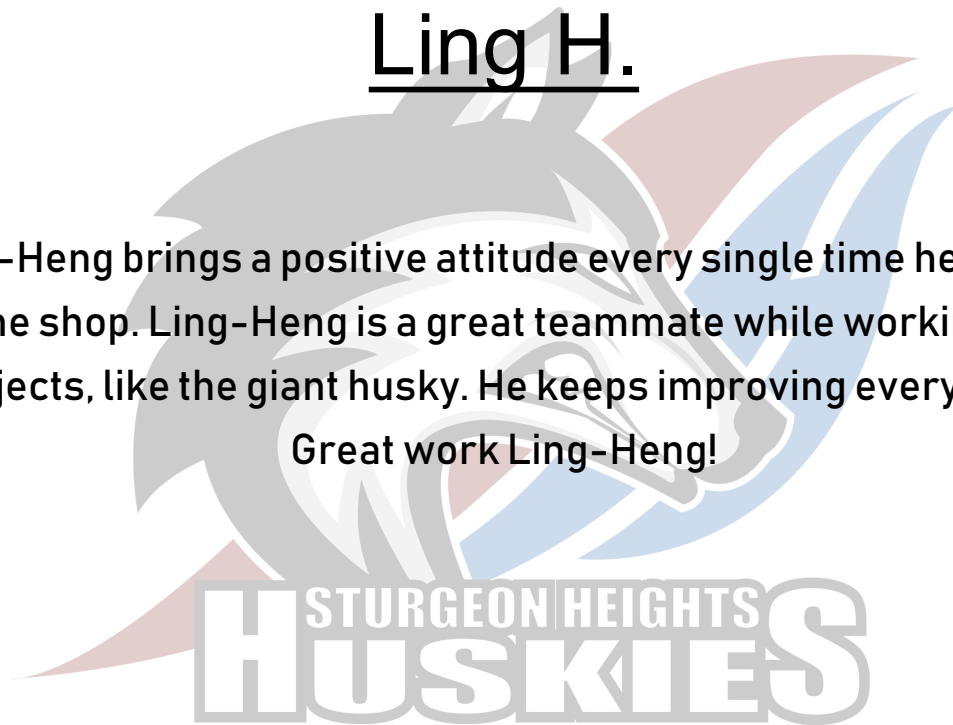 Ling H.
-Heng brings a positive attitude every single time he
he shop. Ling-Heng is a great teammate while worki
jects, like the giant husky. He keeps improving every
Great work Ling-Heng!
STURGEON HEIGHTS
HUSKIES